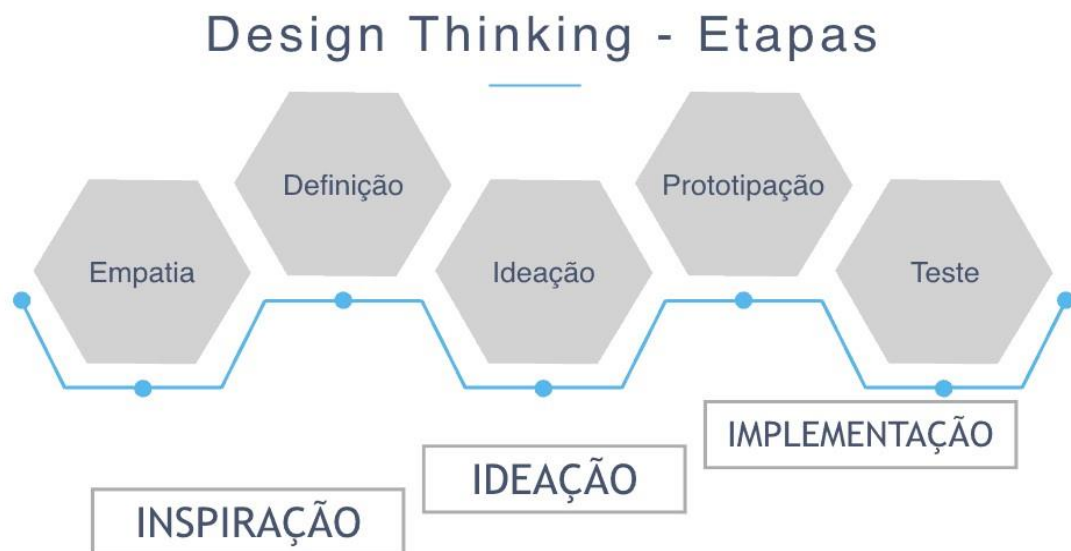 Design Thinking - Etapas
Empatia
Definição
Ideação
Prototipação
Teste
INSPIRAÇÃO
IDEAÇÃO
IMPLEMENTAÇÃO